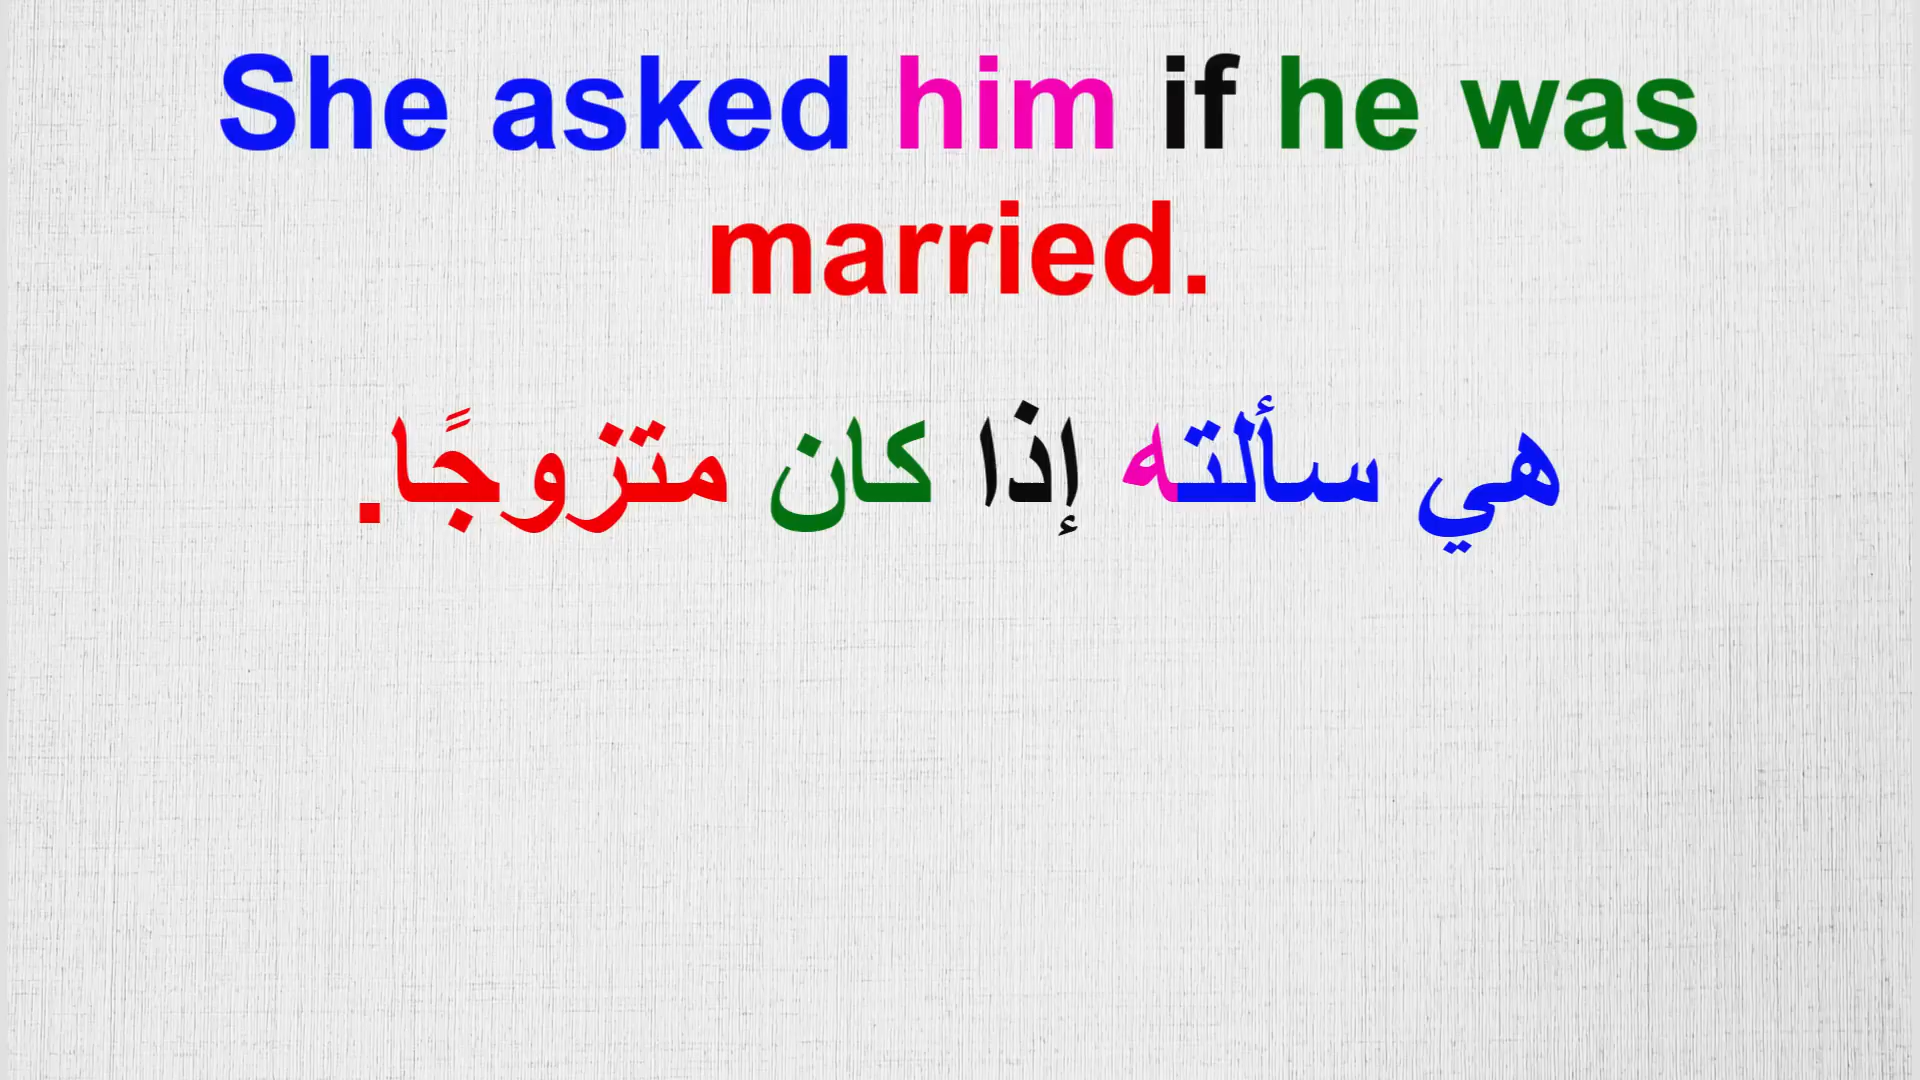 She asked him if he was
married.
هي سألته إذا كان متزوجًا.